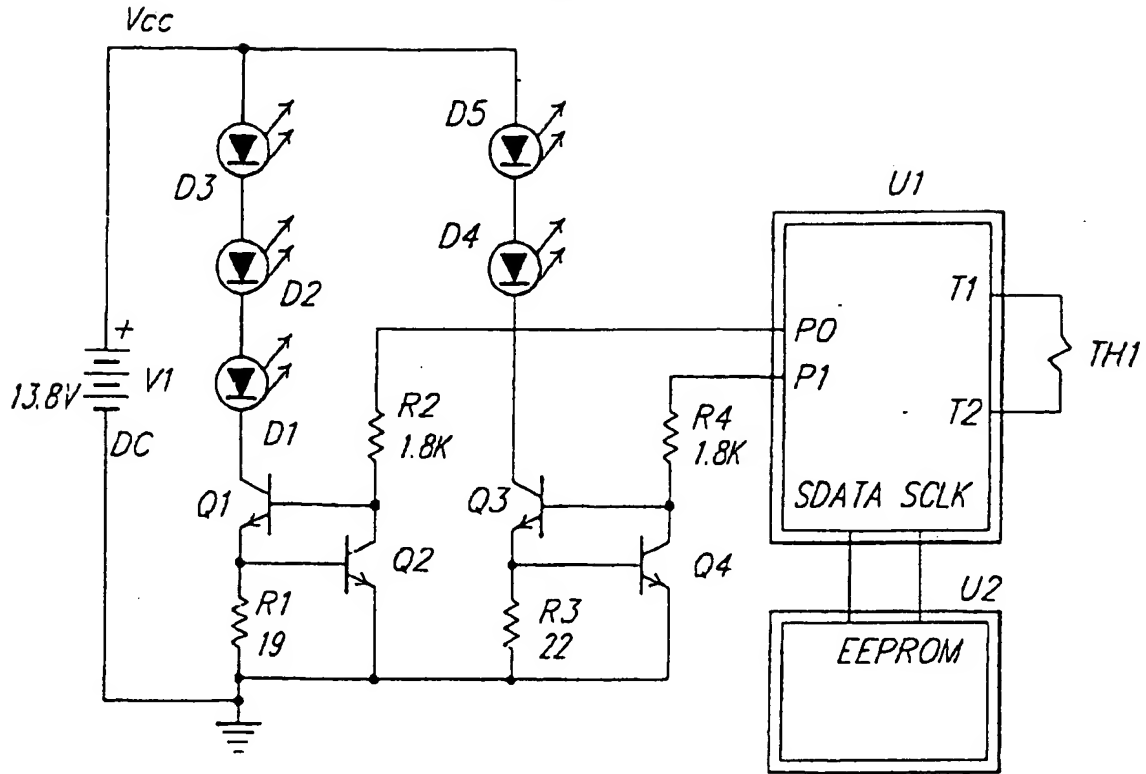 Vcc
D5
D3
U1
D4
T1
D2
P0
TH1
+
P1
13.8V
V1
R2
1.8K
R4
1.8K
T2
DC
D1
Q1
Q3
SDATA SCLK
Q2
Q4
R1
19
R3
22
U2
EEPROM